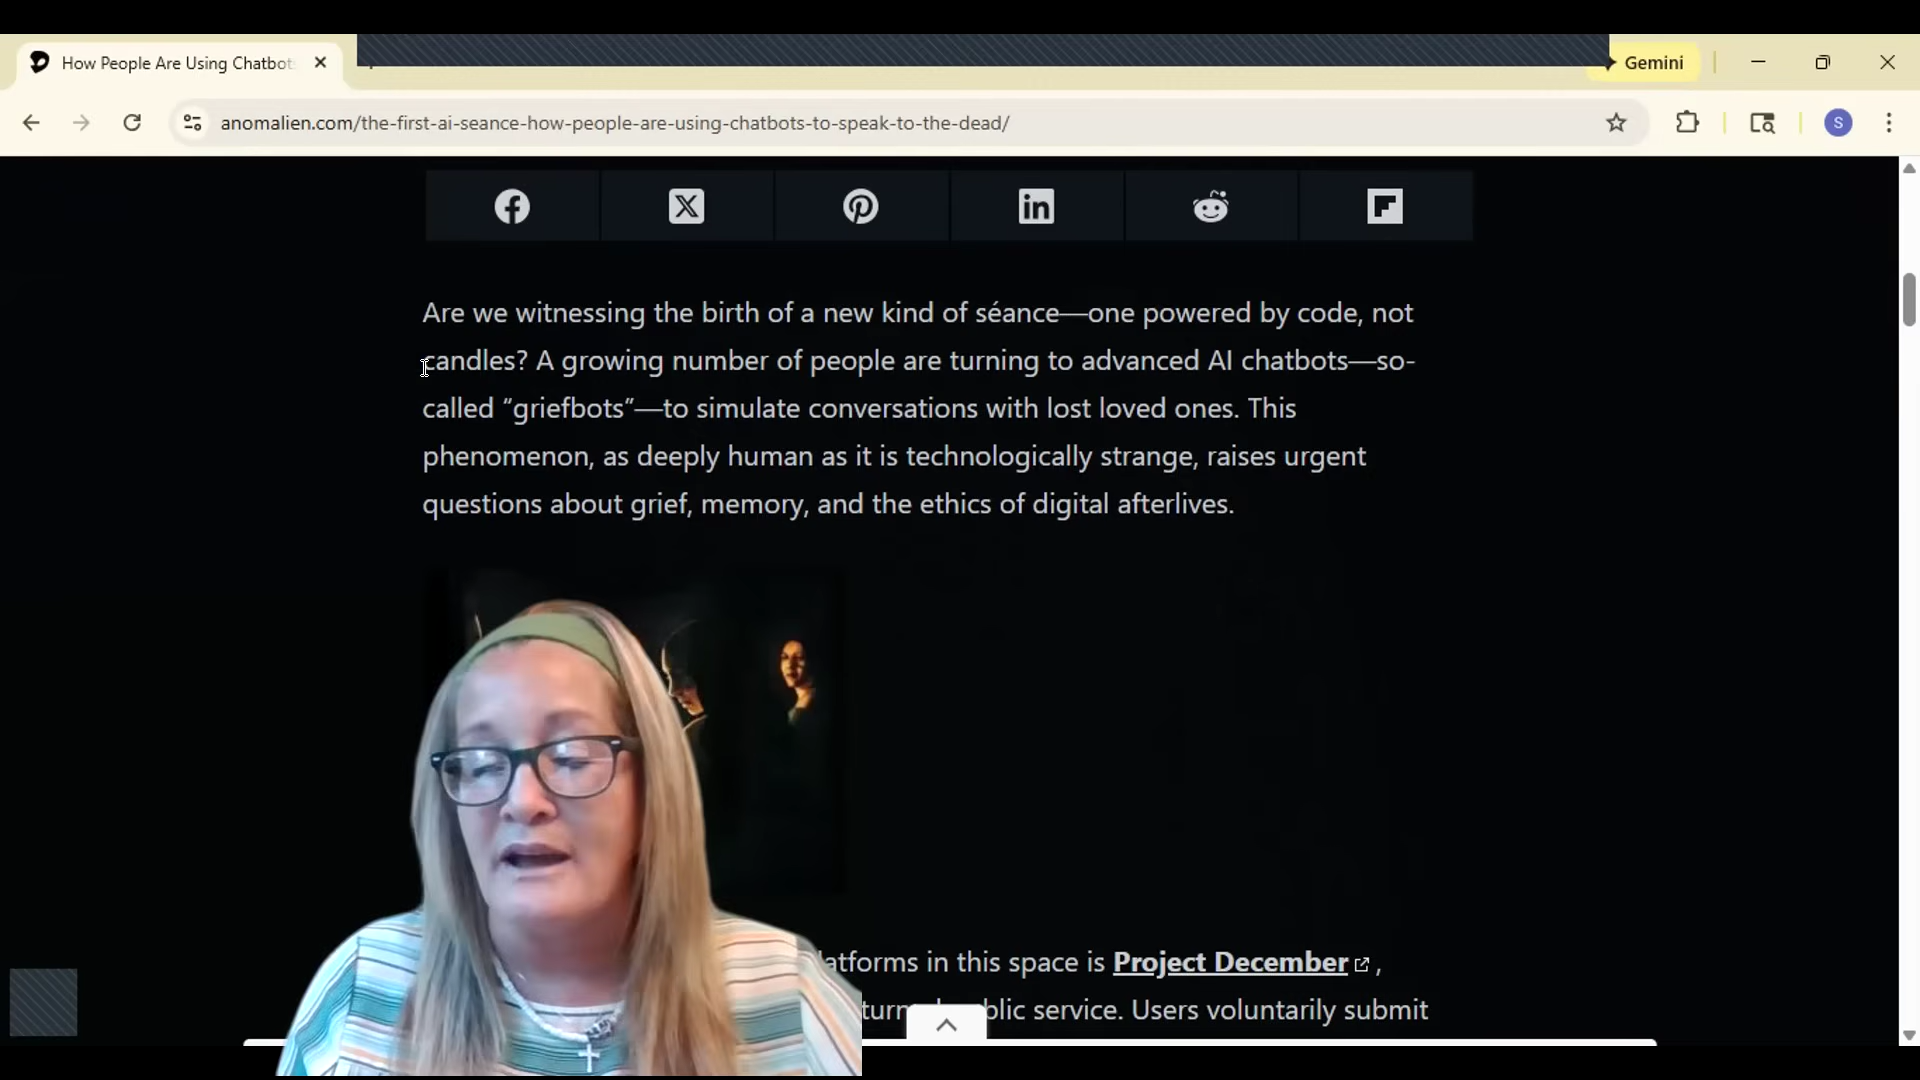 How People Are Using Chatbots
Gemini
anomalien.com/the-first-ai-seance-how-people-are-using-chatbots-to-speak-to-the-dead/
S
Are we witnessing the birth of a new kind of séance—one powered by code, not
candles? A growing number of people are turning to advanced AI chatbots—so-
called “griefbots”—to simulate conversations with lost loved ones. This
phenomenon, as deeply human as it is technologically strange, raises urgent
questions about grief, memory, and the ethics of digital afterlives.
in this space is Project December ,
service. Users voluntarily submit